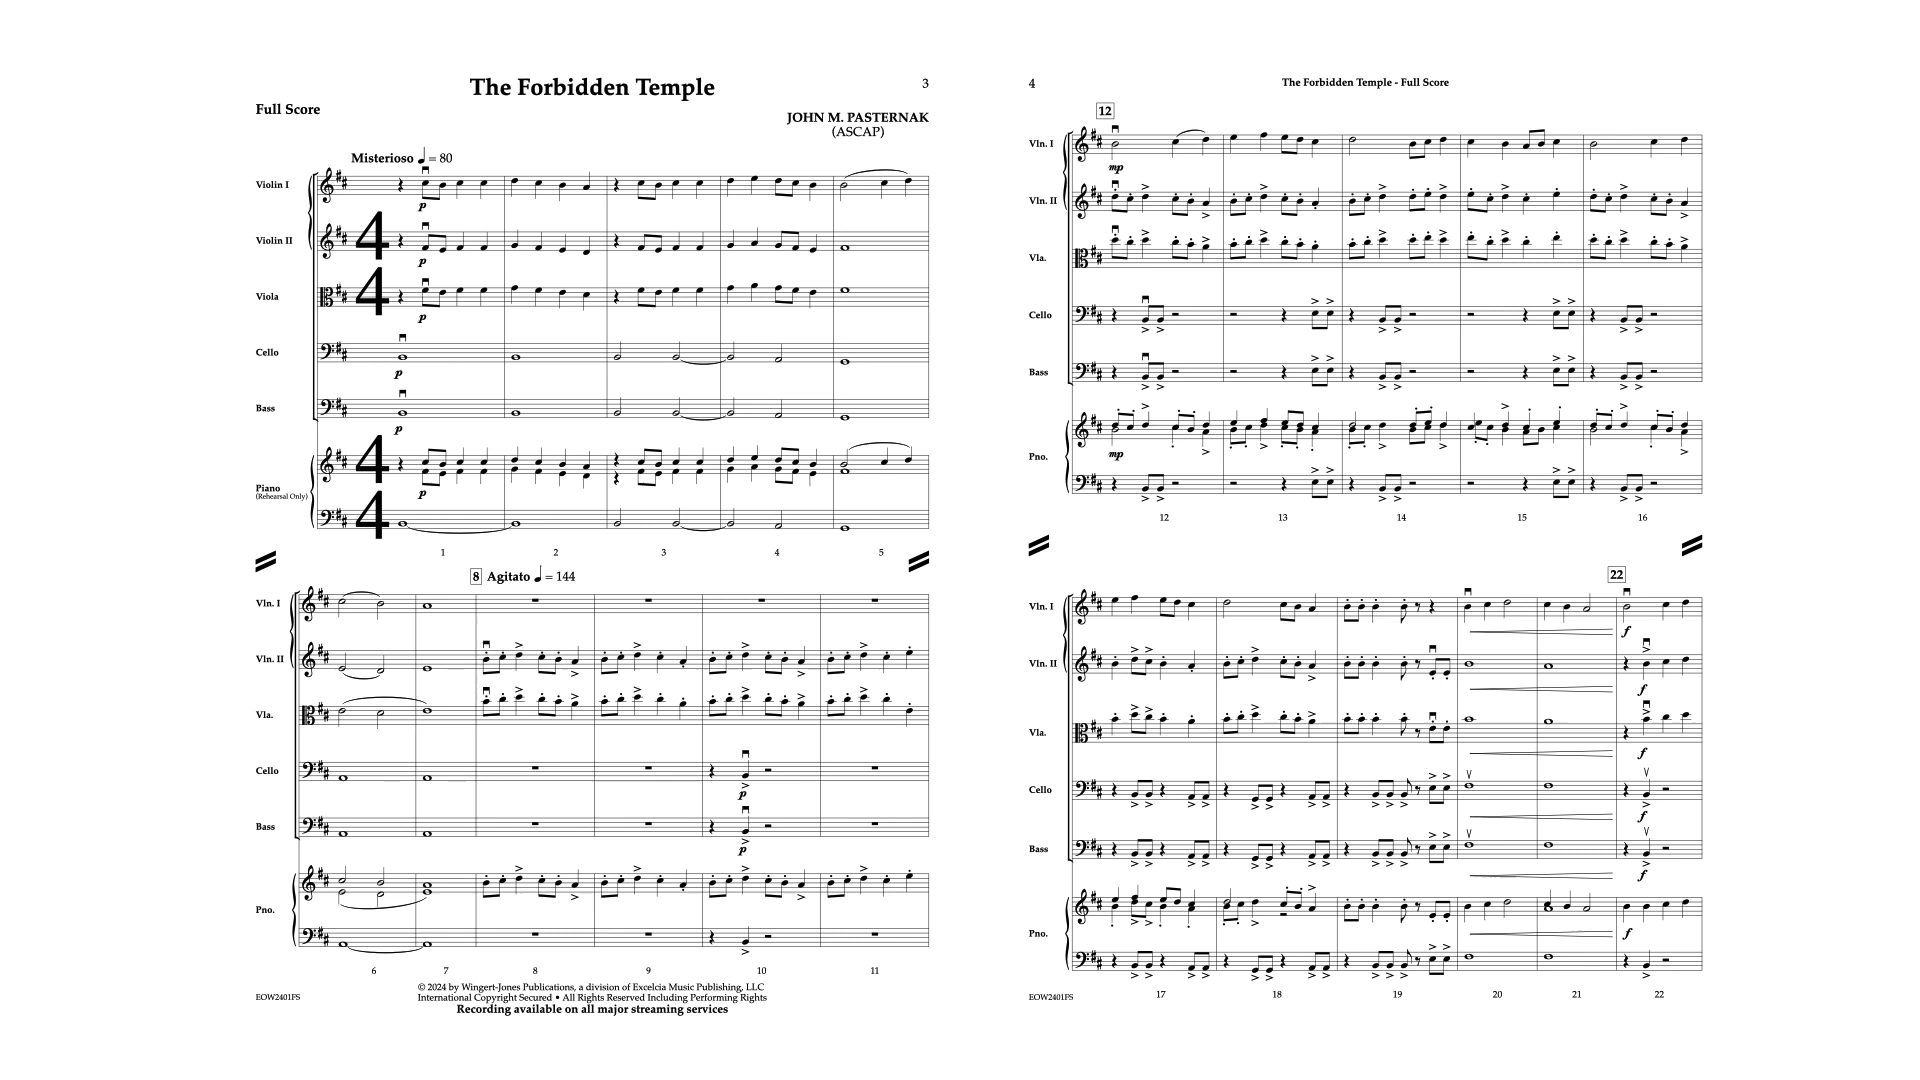 The Forbidden Temple
3
Full Score
JOHN M. PASTERNAK
(ASCAP)
Misterioso ♩ = 80
Violin I
p
Violin II
4
p
Viola
4
p
Cello
p
Bass
p
Piano
(Rehearsal Only)
4
p
4
1 2 3 4 5
8 Agitato ♩ = 144
Vln. I
Vln. II
Vla.
Cello
p
Bass
p
Pno.
6 7 8 9 10 11
EOW2401FS
© 2024 by Wingert-Jones Publications, a division of Excelcia Music Publishing, LLC
International Copyright Secured • All Rights Reserved Including Performing Rights
Recording available on all major streaming services
4
The Forbidden Temple - Full Score
12
Vln. I
mp
Vln. II
Vla.
Cello
Bass
Pno.
mp
12 13 14 15 16
22
Vln. I
f
Vln. II
f
Vla.
f
Cello
f
Bass
f
Pno.
f
17 18 19 20 21 22
EOW2401FS